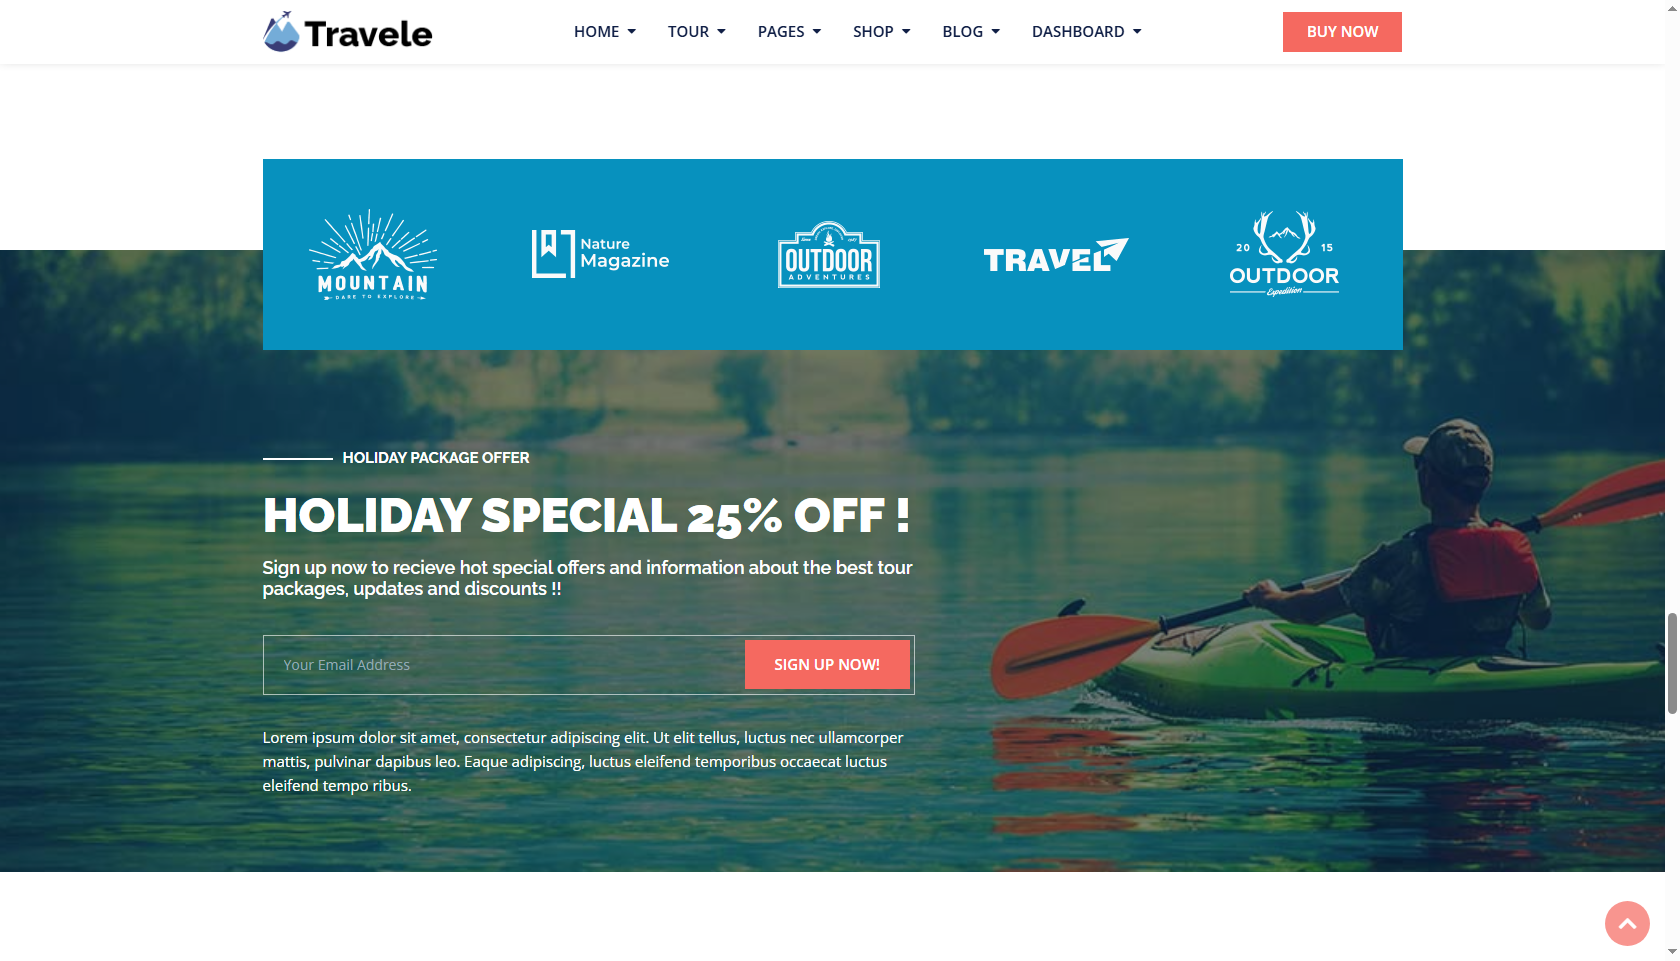 Travele
HOME TOUR PAGES SHOP BLOG DASHBOARD
BUY NOW
MOUNTAIN
DARE TO EXPLORE
Nature
Magazine
OUTDOOR
ADVENTURES
TRAVEL
20 15
OUTDOOR
Expedition
HOLIDAY PACKAGE OFFER
HOLIDAY SPECIAL 25% OFF !
Sign up now to recieve hot special offers and information about the best tour
packages, updates and discounts !!
Your Email Address
SIGN UP NOW!
Lorem ipsum dolor sit amet, consectetur adipiscing elit. Ut elit tellus, luctus nec ullamcorper
mattis, pulvinar dapibus leo. Eaque adipiscing, luctus eleifend temporibus occaecat luctus
eleifend tempo ribus.